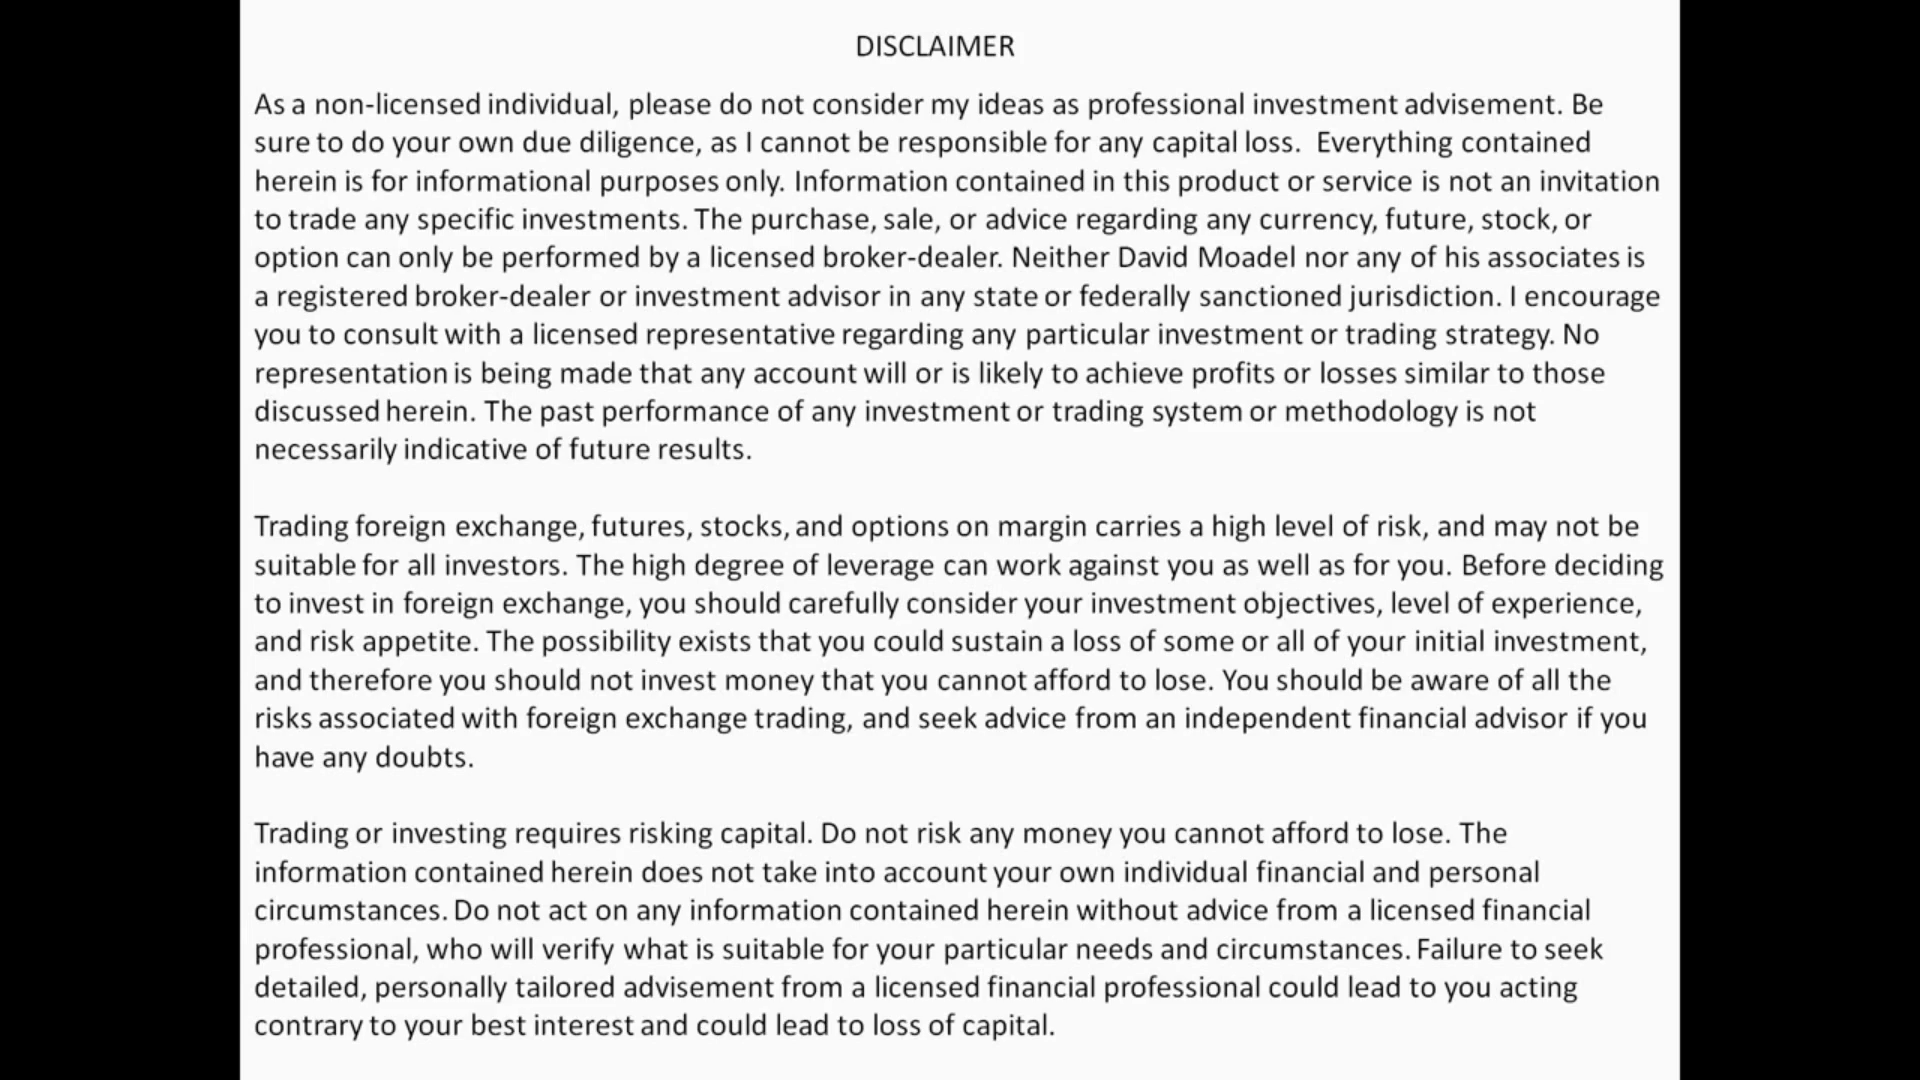 DISCLAIMER
As a non-licensed individual, please do not consider my ideas as professional investment advisement. Be
sure to do your own due diligence, as I cannot be responsible for any capital loss.  Everything contained
herein is for informational purposes only. Information contained in this product or service is not an invitation
to trade any specific investments. The purchase, sale, or advice regarding any currency, future, stock, or
option can only be performed by a licensed broker-dealer. Neither David Moadel nor any of his associates is
a registered broker-dealer or investment advisor in any state or federally sanctioned jurisdiction. I encourage
you to consult with a licensed representative regarding any particular investment or trading strategy. No
representation is being made that any account will or is likely to achieve profits or losses similar to those
discussed herein. The past performance of any investment or trading system or methodology is not
necessarily indicative of future results.
Trading foreign exchange, futures, stocks, and options on margin carries a high level of risk, and may not be
suitable for all investors. The high degree of leverage can work against you as well as for you. Before deciding
to invest in foreign exchange, you should carefully consider your investment objectives, level of experience,
and risk appetite. The possibility exists that you could sustain a loss of some or all of your initial investment,
and therefore you should not invest money that you cannot afford to lose. You should be aware of all the
risks associated with foreign exchange trading, and seek advice from an independent financial advisor if you
have any doubts.
Trading or investing requires risking capital. Do not risk any money you cannot afford to lose. The
information contained herein does not take into account your own individual financial and personal
circumstances. Do not act on any information contained herein without advice from a licensed financial
professional, who will verify what is suitable for your particular needs and circumstances. Failure to seek
detailed, personally tailored advisement from a licensed financial professional could lead to you acting
contrary to your best interest and could lead to loss of capital.